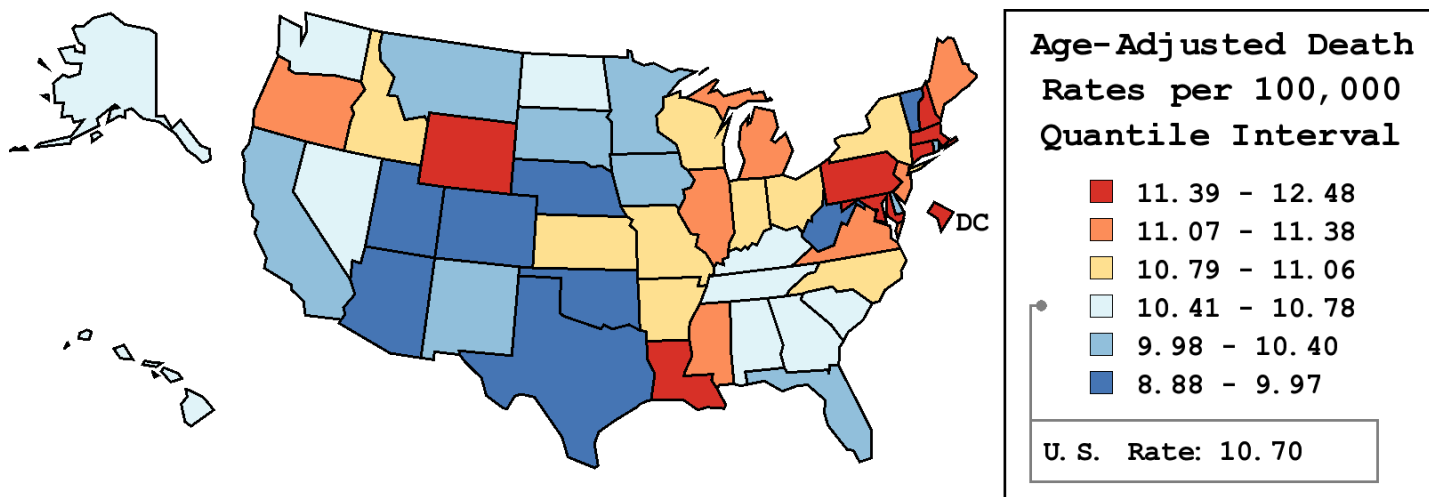 Age-Adjusted Death
Rates per 100,000
Quantile Interval
11.39 - 12.48
11.07 - 11.38
10.79 - 11.06
10.41 - 10.78
9.98 - 10.40
8.88 - 9.97
U.S. Rate: 10.70
DC